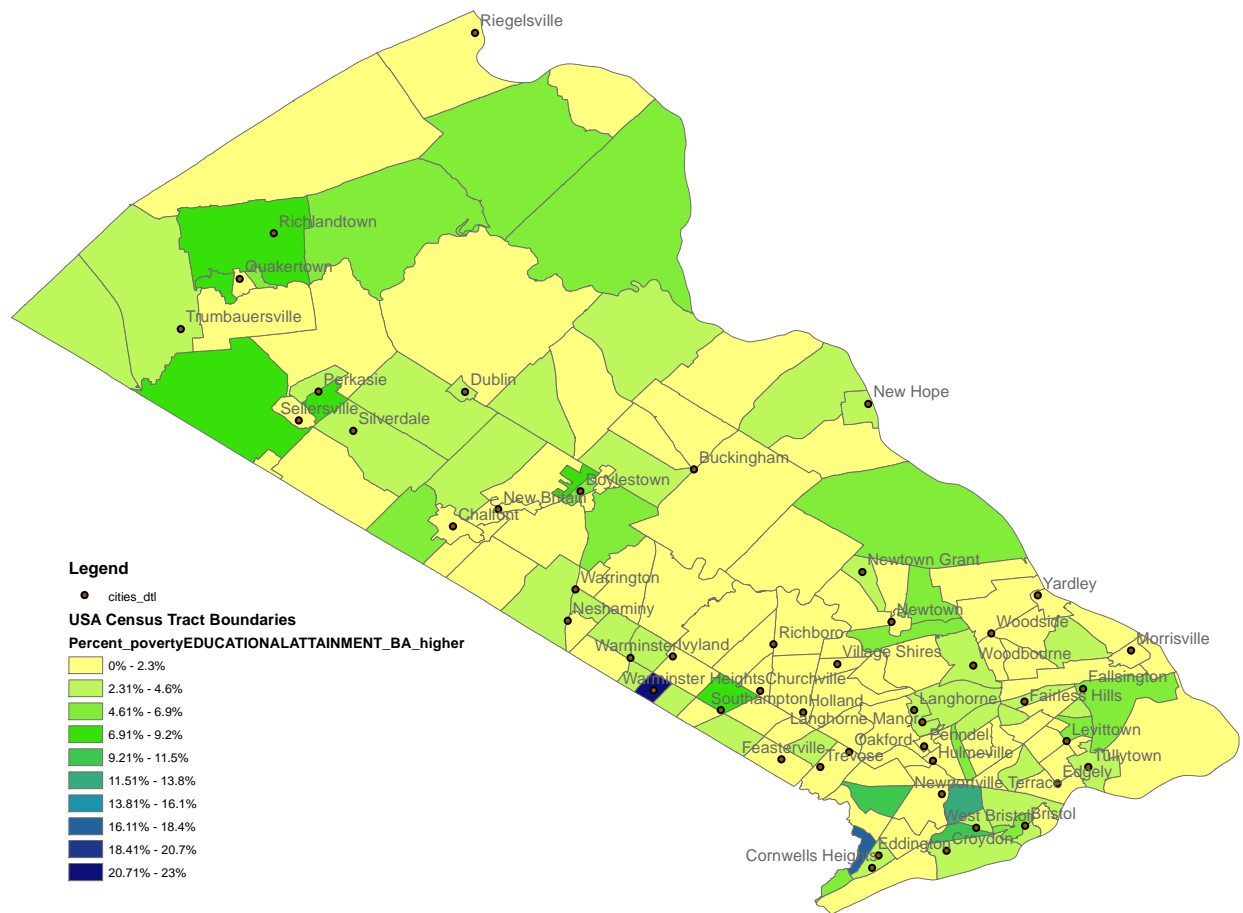 Riegelsville
Richlandtown
Quakertown
Trumbauersville
Perkasie
Dublin
New Hope
Sellersville
Silverdale
Buckingham
Doylestown
New Britain
Chalfont
Newtown Grant
Legend
cities_dtl
USA Census Tract Boundaries
Percent_povertyEDUCATIONALATTAINMENT_BA_higher
0% - 2.3%
2.31% - 4.6%
4.61% - 6.9%
6.91% - 9.2%
9.21% - 11.5%
11.51% - 13.8%
13.81% - 16.1%
16.11% - 18.4%
18.41% - 20.7%
20.71% - 23%
Warrington
Yardley
Neshaminy
Newtown
Woodside
Richboro
Morrisville
Warminster
Ivyland
Village Shires
Woodbourne
Warminster Heights
Churchville
Fallsington
Southampton
Holland
Langhorne
Fairless Hills
Langhorne Manor
Feasterville
Oakford
Penndel
Levittown
Trevose
Hulmeville
Tullytown
Newportville Terrace
Edgely
West Bristol
Bristol
Cornwells Heights
Eddington
Croydon